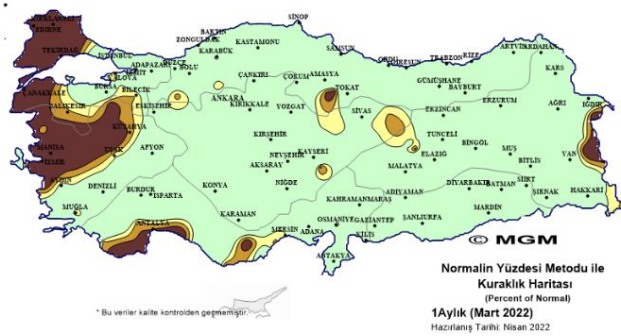 SİNOP
KIRKLARELİ
EDİRNE
TEKİRDAĞ
İSTANBUL
BARTIN
ZONGULDAK
KARABÜK
KASTAMONU
SAMSUN
ORDU
GİRESUN
TRABZON
RİZE
ARTVİN
ARDAHAN
KARS
DÜZCE
ADAPAZARI
BOLU
YALOVA
ÇANKIRI
ÇORUM
AMASYA
TOKAT
GÜMÜŞHANE
BAYBURT
ÇANAKKALE
BURSA
BİLECİK
BALIKESİR
ESKİŞEHİR
ANKARA
KIRIKKALE
YOZGAT
SİVAS
ERZİNCAN
ERZURUM
AĞRI
IĞDIR
KÜTAHYA
MANİSA
İZMİR
UŞAK
AFYON
KIRŞEHİR
NEVŞEHİR
KAYSERİ
AKSARAY
MALATYA
ELAZIĞ
TUNCELİ
BİNGÖL
MUŞ
BİTLİS
VAN
AYDIN
DENİZLİ
BURDUR
ISPARTA
KONYA
NİĞDE
KAHRAMANMARAŞ
ADIYAMAN
DİYARBAKIR
BATMAN
SİİRT
ŞIRNAK
HAKKARİ
MUĞLA
ANTALYA
KARAMAN
MERSİN
ADANA
OSMANİYE
GAZİANTEP
KİLİS
ŞANLIURFA
MARDİN
ANTAKYA
© MGM
Normalin Yüzdesi Metodu ile
Kuraklık Haritası
(Percent of Normal)
1Aylık (Mart 2022)
Hazırlanış Tarihi: Nisan 2022
* Bu veriler kalite kontrolden geçmemiştir.